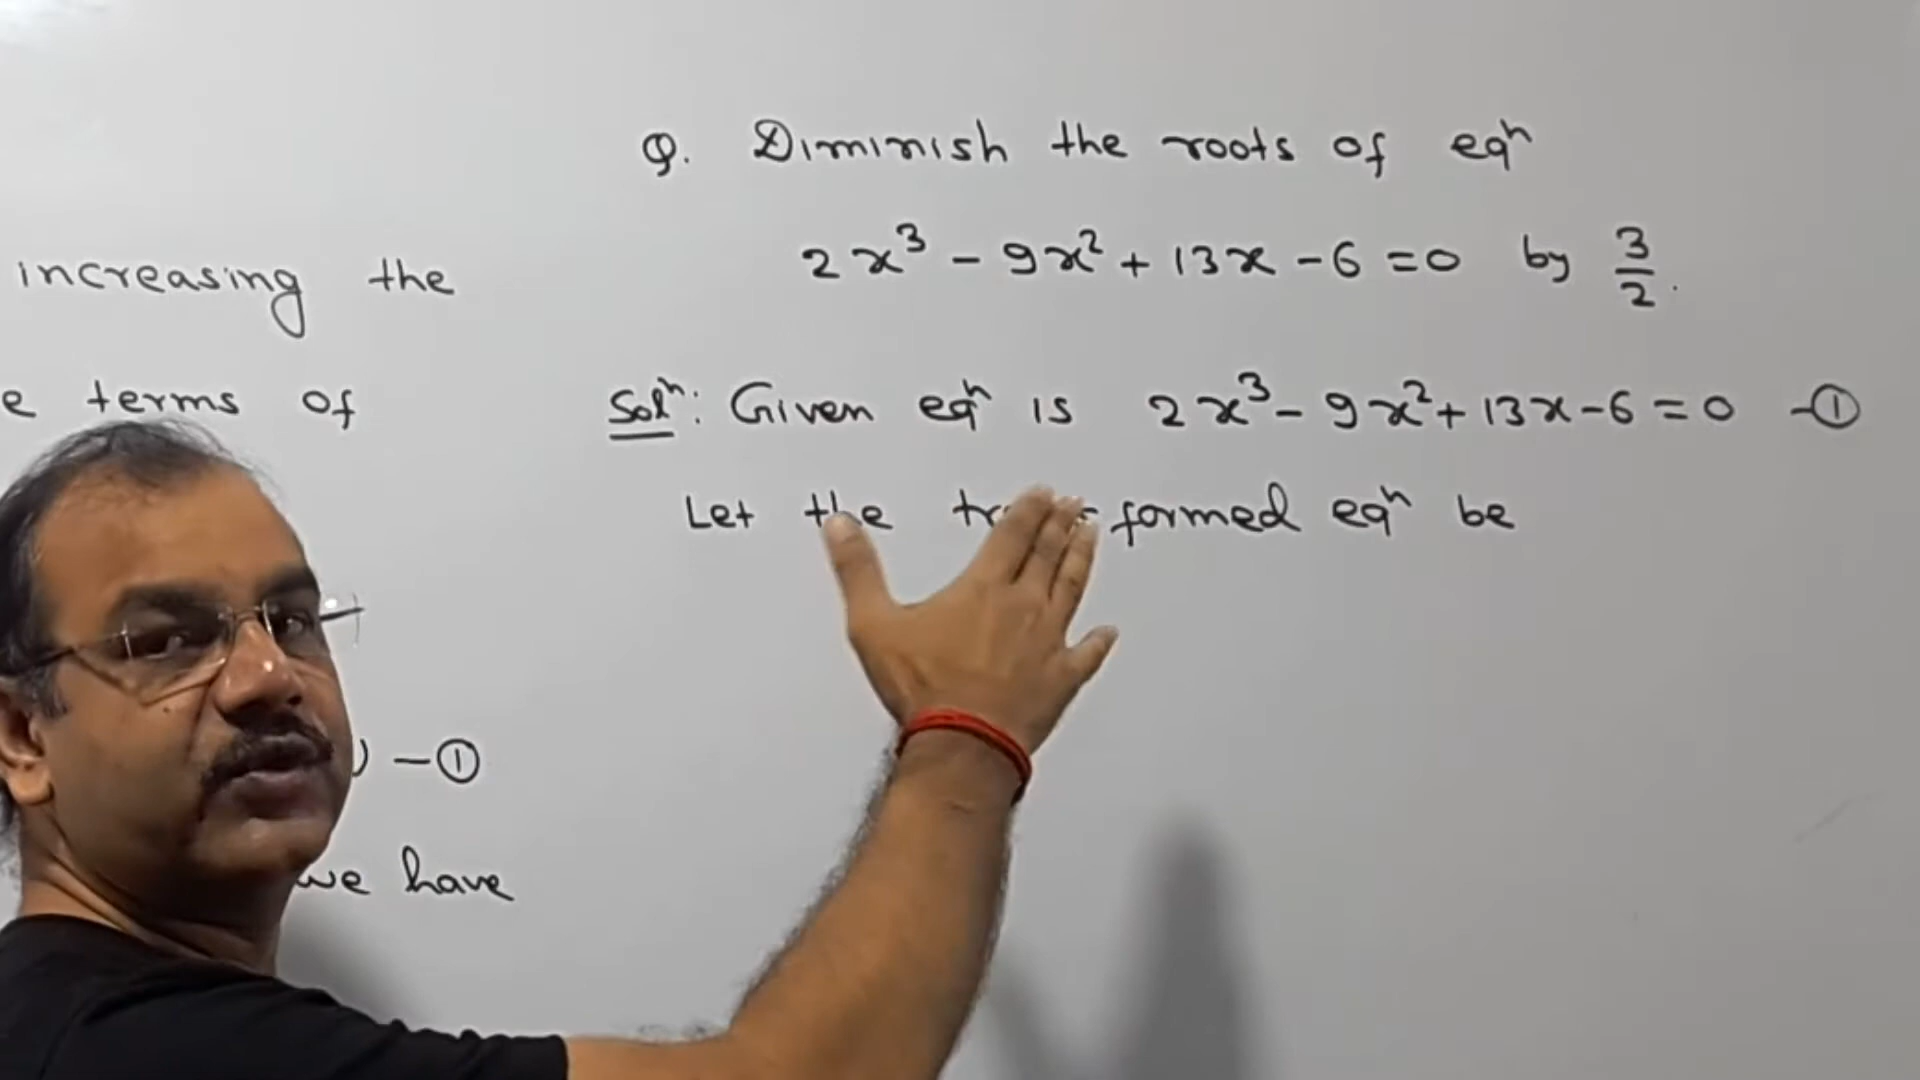 increasing the
e terms of
) -①
we have
Q. Diminish the roots of eqⁿ
2x³ - 9x² + 13x - 6 = 0 by 3/2.
Solⁿ: Given eqⁿ is 2x³ - 9x² + 13x - 6 = 0 -①
Let the formed eqⁿ be